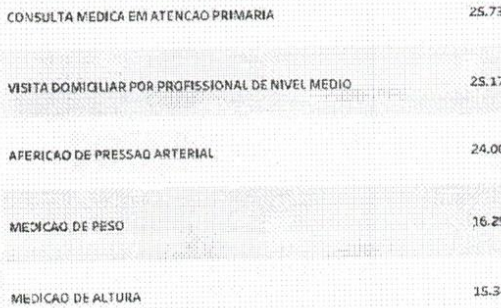 CONSULTA MEDICA EM ATENCAO PRIMARIA 25.73
VISITA DOMICILIAR POR PROFISSIONAL DE NIVEL MEDIO 25.17
AFERICAO DE PRESSAO ARTERIAL 24.00
MEDICAO DE PESO 16.29
MEDICAO DE ALTURA 15.3